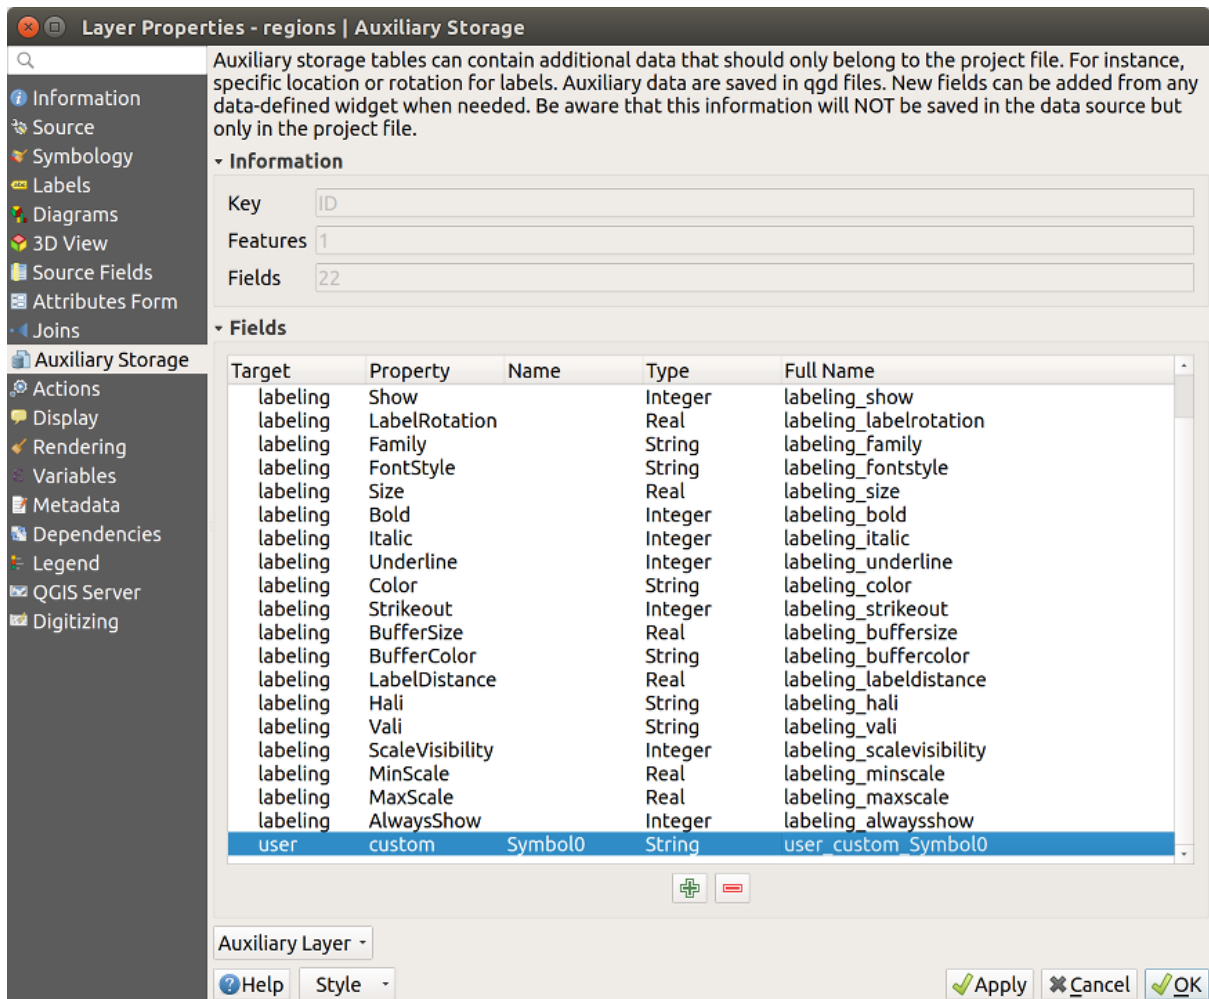 Layer Properties - regions | Auxiliary Storage
Information
Source
Symbology
Labels
Diagrams
3D View
Source Fields
Attributes Form
Joins
Auxiliary Storage
Actions
Display
Rendering
Variables
Metadata
Dependencies
Legend
QGIS Server
Digitizing
Auxiliary storage tables can contain additional data that should only belong to the project file. For instance,
specific location or rotation for labels. Auxiliary data are saved in qgd files. New fields can be added from any
data-defined widget when needed. Be aware that this information will NOT be saved in the data source but
only in the project file.
Information
Key ID
Features 1
Fields 22
Fields
Target Property Name Type Full Name
labeling Show Integer labeling_show
labeling LabelRotation Real labeling_labelrotation
labeling Family String labeling_family
labeling FontStyle String labeling_fontstyle
labeling Size Real labeling_size
labeling Bold Integer labeling_bold
labeling Italic Integer labeling_italic
labeling Underline Integer labeling_underline
labeling Color String labeling_color
labeling Strikeout Integer labeling_strikeout
labeling BufferSize Real labeling_buffersize
labeling BufferColor String labeling_buffercolor
labeling LabelDistance Real labeling_labeldistance
labeling Hali String labeling_hali
labeling Vali String labeling_vali
labeling ScaleVisibility Integer labeling_scalevisibility
labeling MinScale Real labeling_minscale
labeling MaxScale Real labeling_maxscale
labeling AlwaysShow Integer labeling_alwaysshow
user custom Symbol0 String user_custom_Symbol0
Auxiliary Layer
Help Style Apply Cancel OK